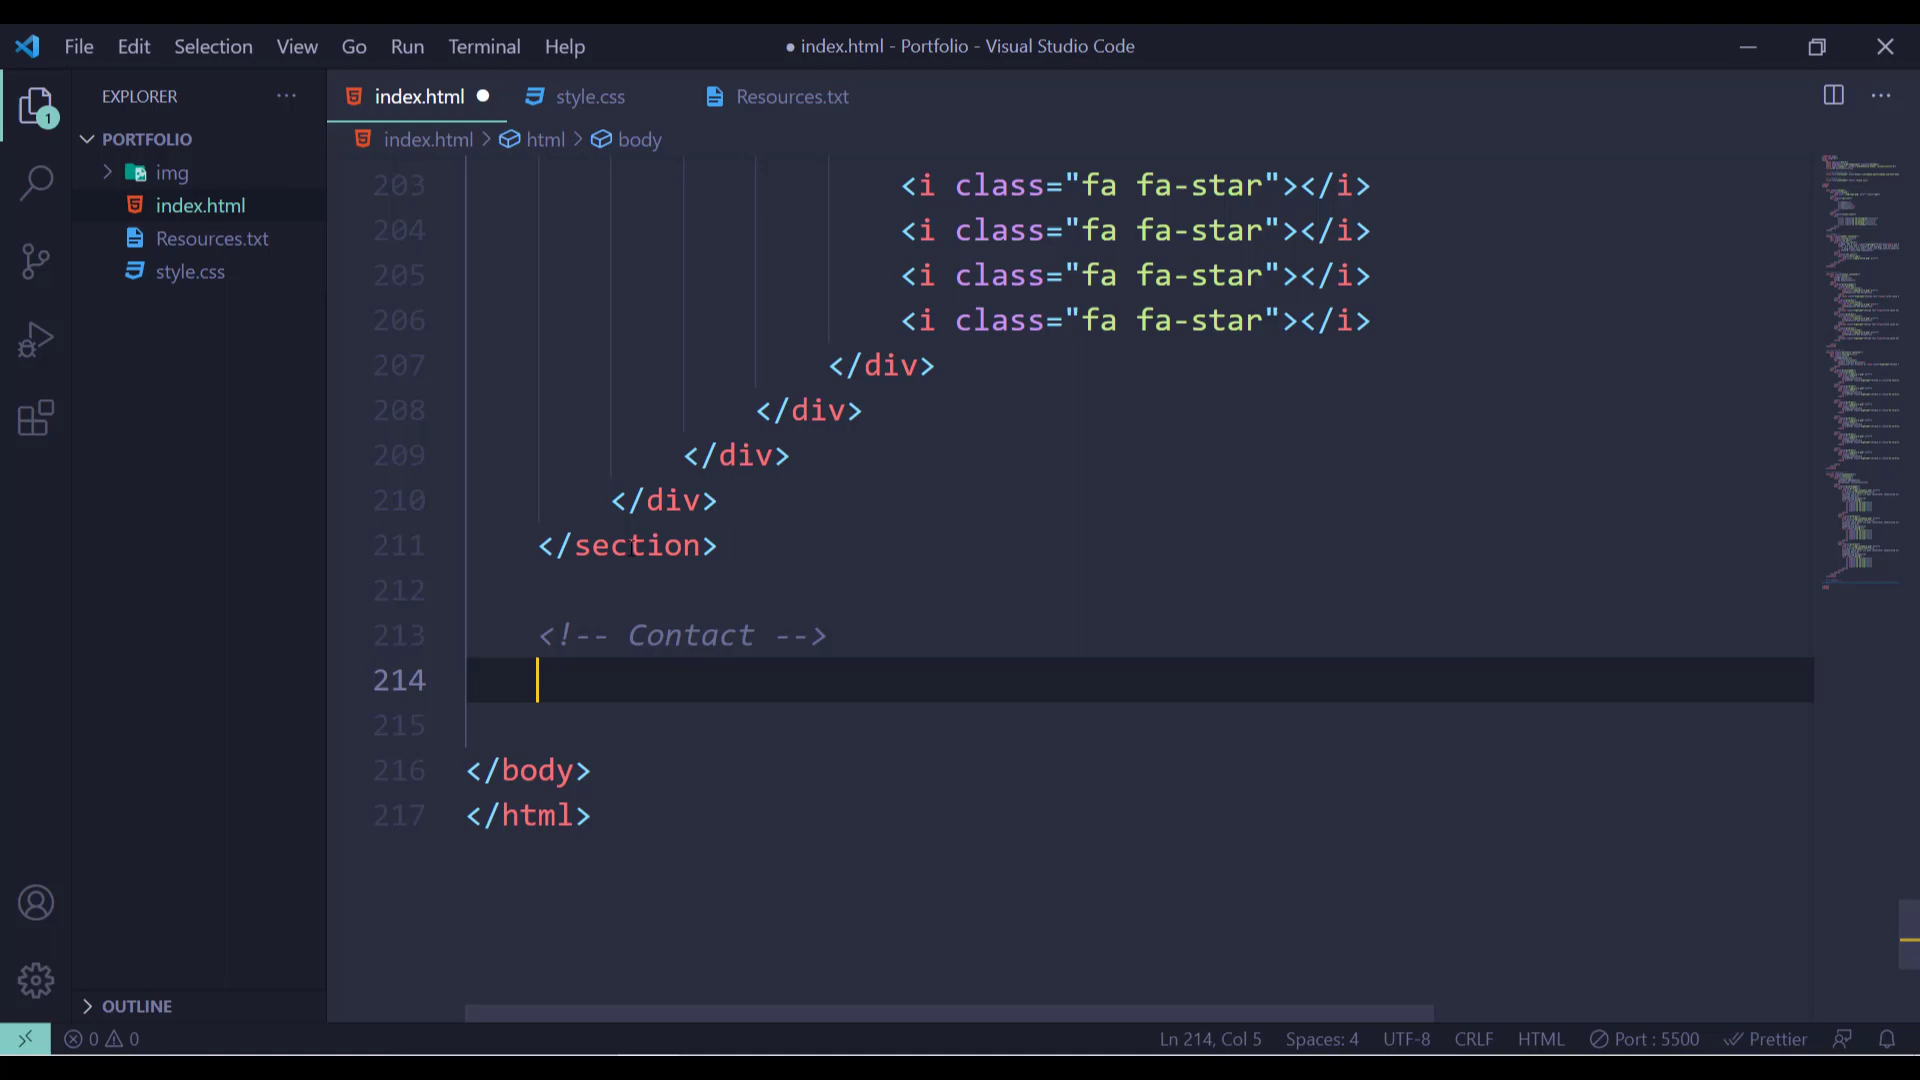 File Edit Selection View Go Run Terminal Help
● index.html - Portfolio - Visual Studio Code
EXPLORER ...
index.html ●
style.css
Resources.txt
PORTFOLIO
index.html > html > body
img
index.html
Resources.txt
style.css
1
203 <i class="fa fa-star"></i>
204 <i class="fa fa-star"></i>
205 <i class="fa fa-star"></i>
206 <i class="fa fa-star"></i>
207 </div>
208 </div>
209 </div>
210 </div>
211 </section>
212
213 <!-- Contact -->
214
215
216 </body>
217 </html>
OUTLINE
0 0
Ln 214, Col 5 Spaces: 4 UTF-8 CRLF HTML Port : 5500 Prettier